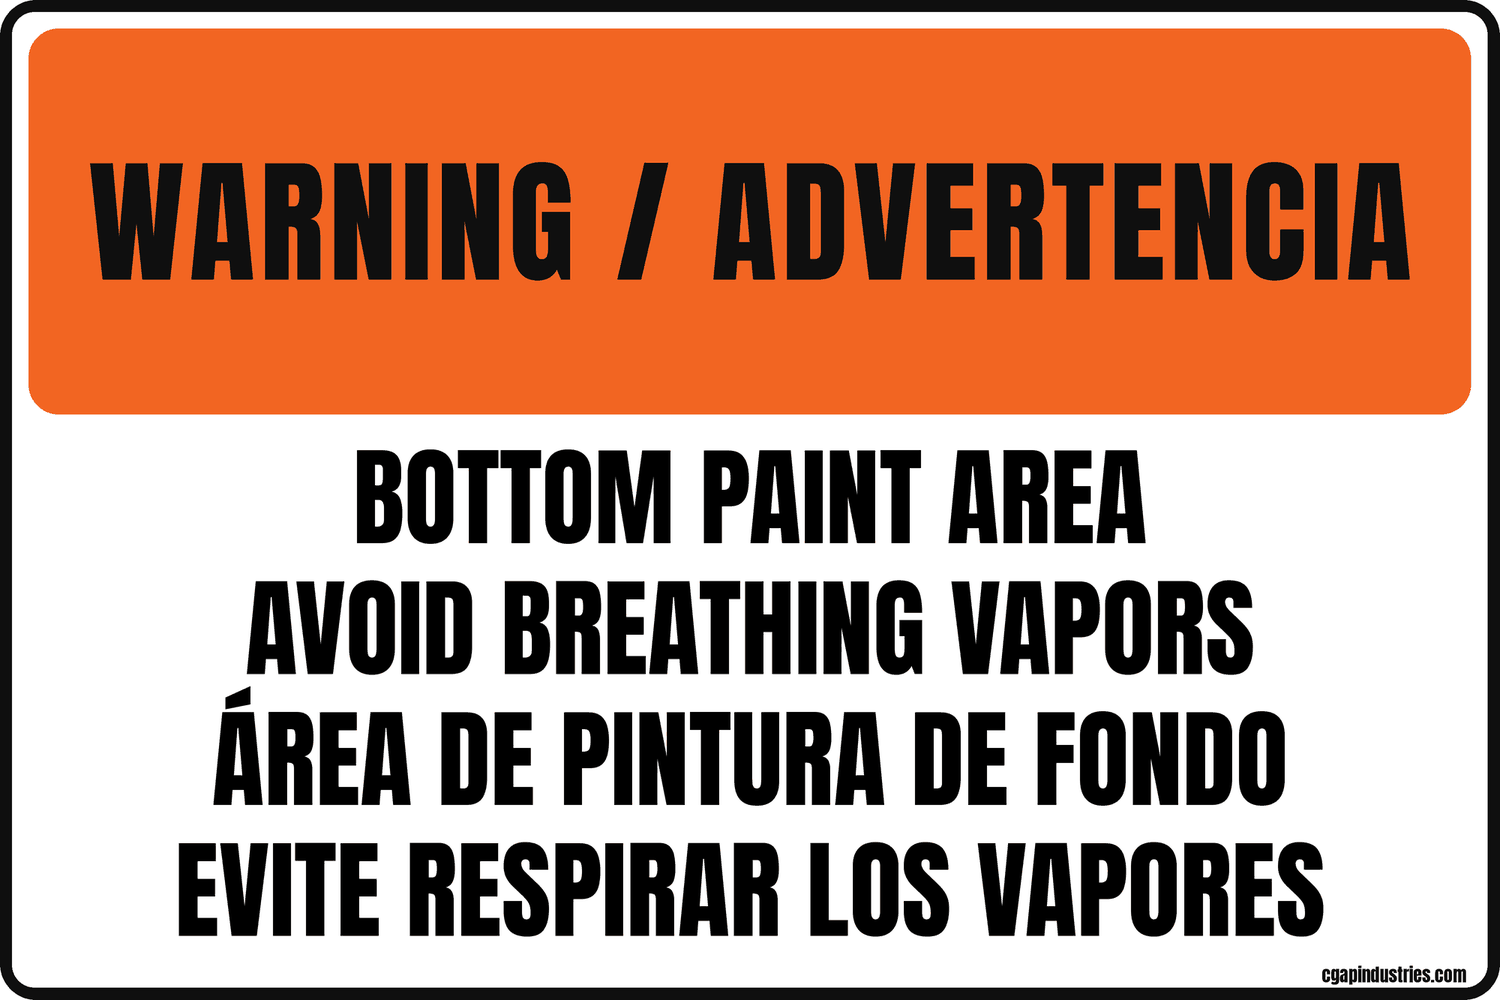 WARNING / ADVERTENCIA
BOTTOM PAINT AREA
AVOID BREATHING VAPORS
ÁREA DE PINTURA DE FONDO
EVITE RESPIRAR LOS VAPORES
cgapindustries.com